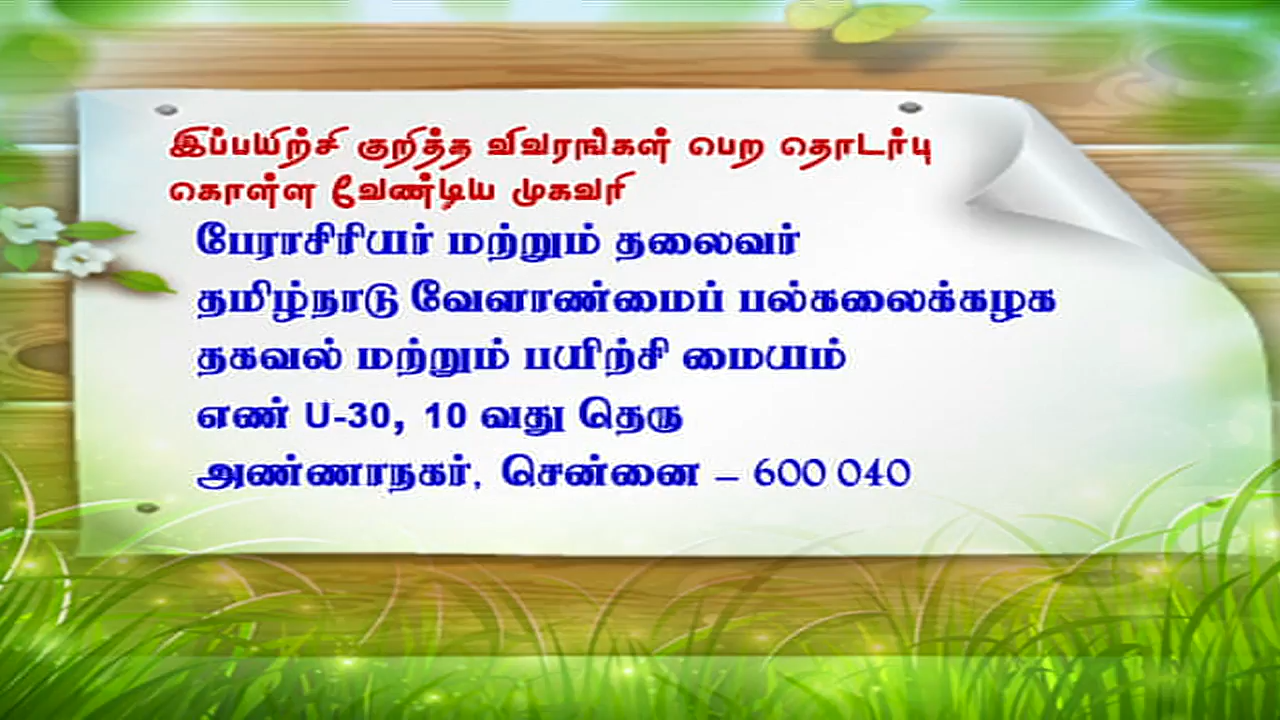 இப்பயிற்சி குறித்த விவரங்கள் பெற தொடர்பு
கொள்ள வேண்டிய முகவரி
பேராசிரியர் மற்றும் தலைவர்
தமிழ்நாடு வேளாண்மைப் பல்கலைக்கழக
தகவல் மற்றும் பயிற்சி மையம்
எண் U-30, 10 வது தெரு
அண்ணாநகர், சென்னை – 600 040